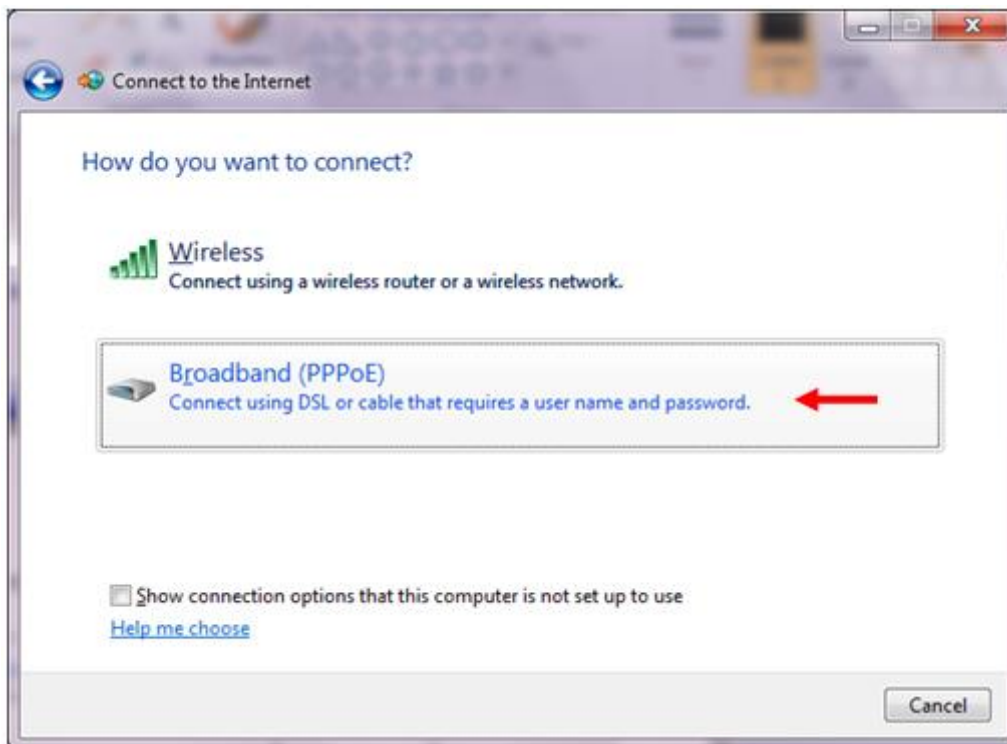 Connect to the Internet
How do you want to connect?
Wireless
Connect using a wireless router or a wireless network.
Broadband (PPPoE)
Connect using DSL or cable that requires a user name and password.
Show connection options that this computer is not set up to use
Help me choose
Cancel